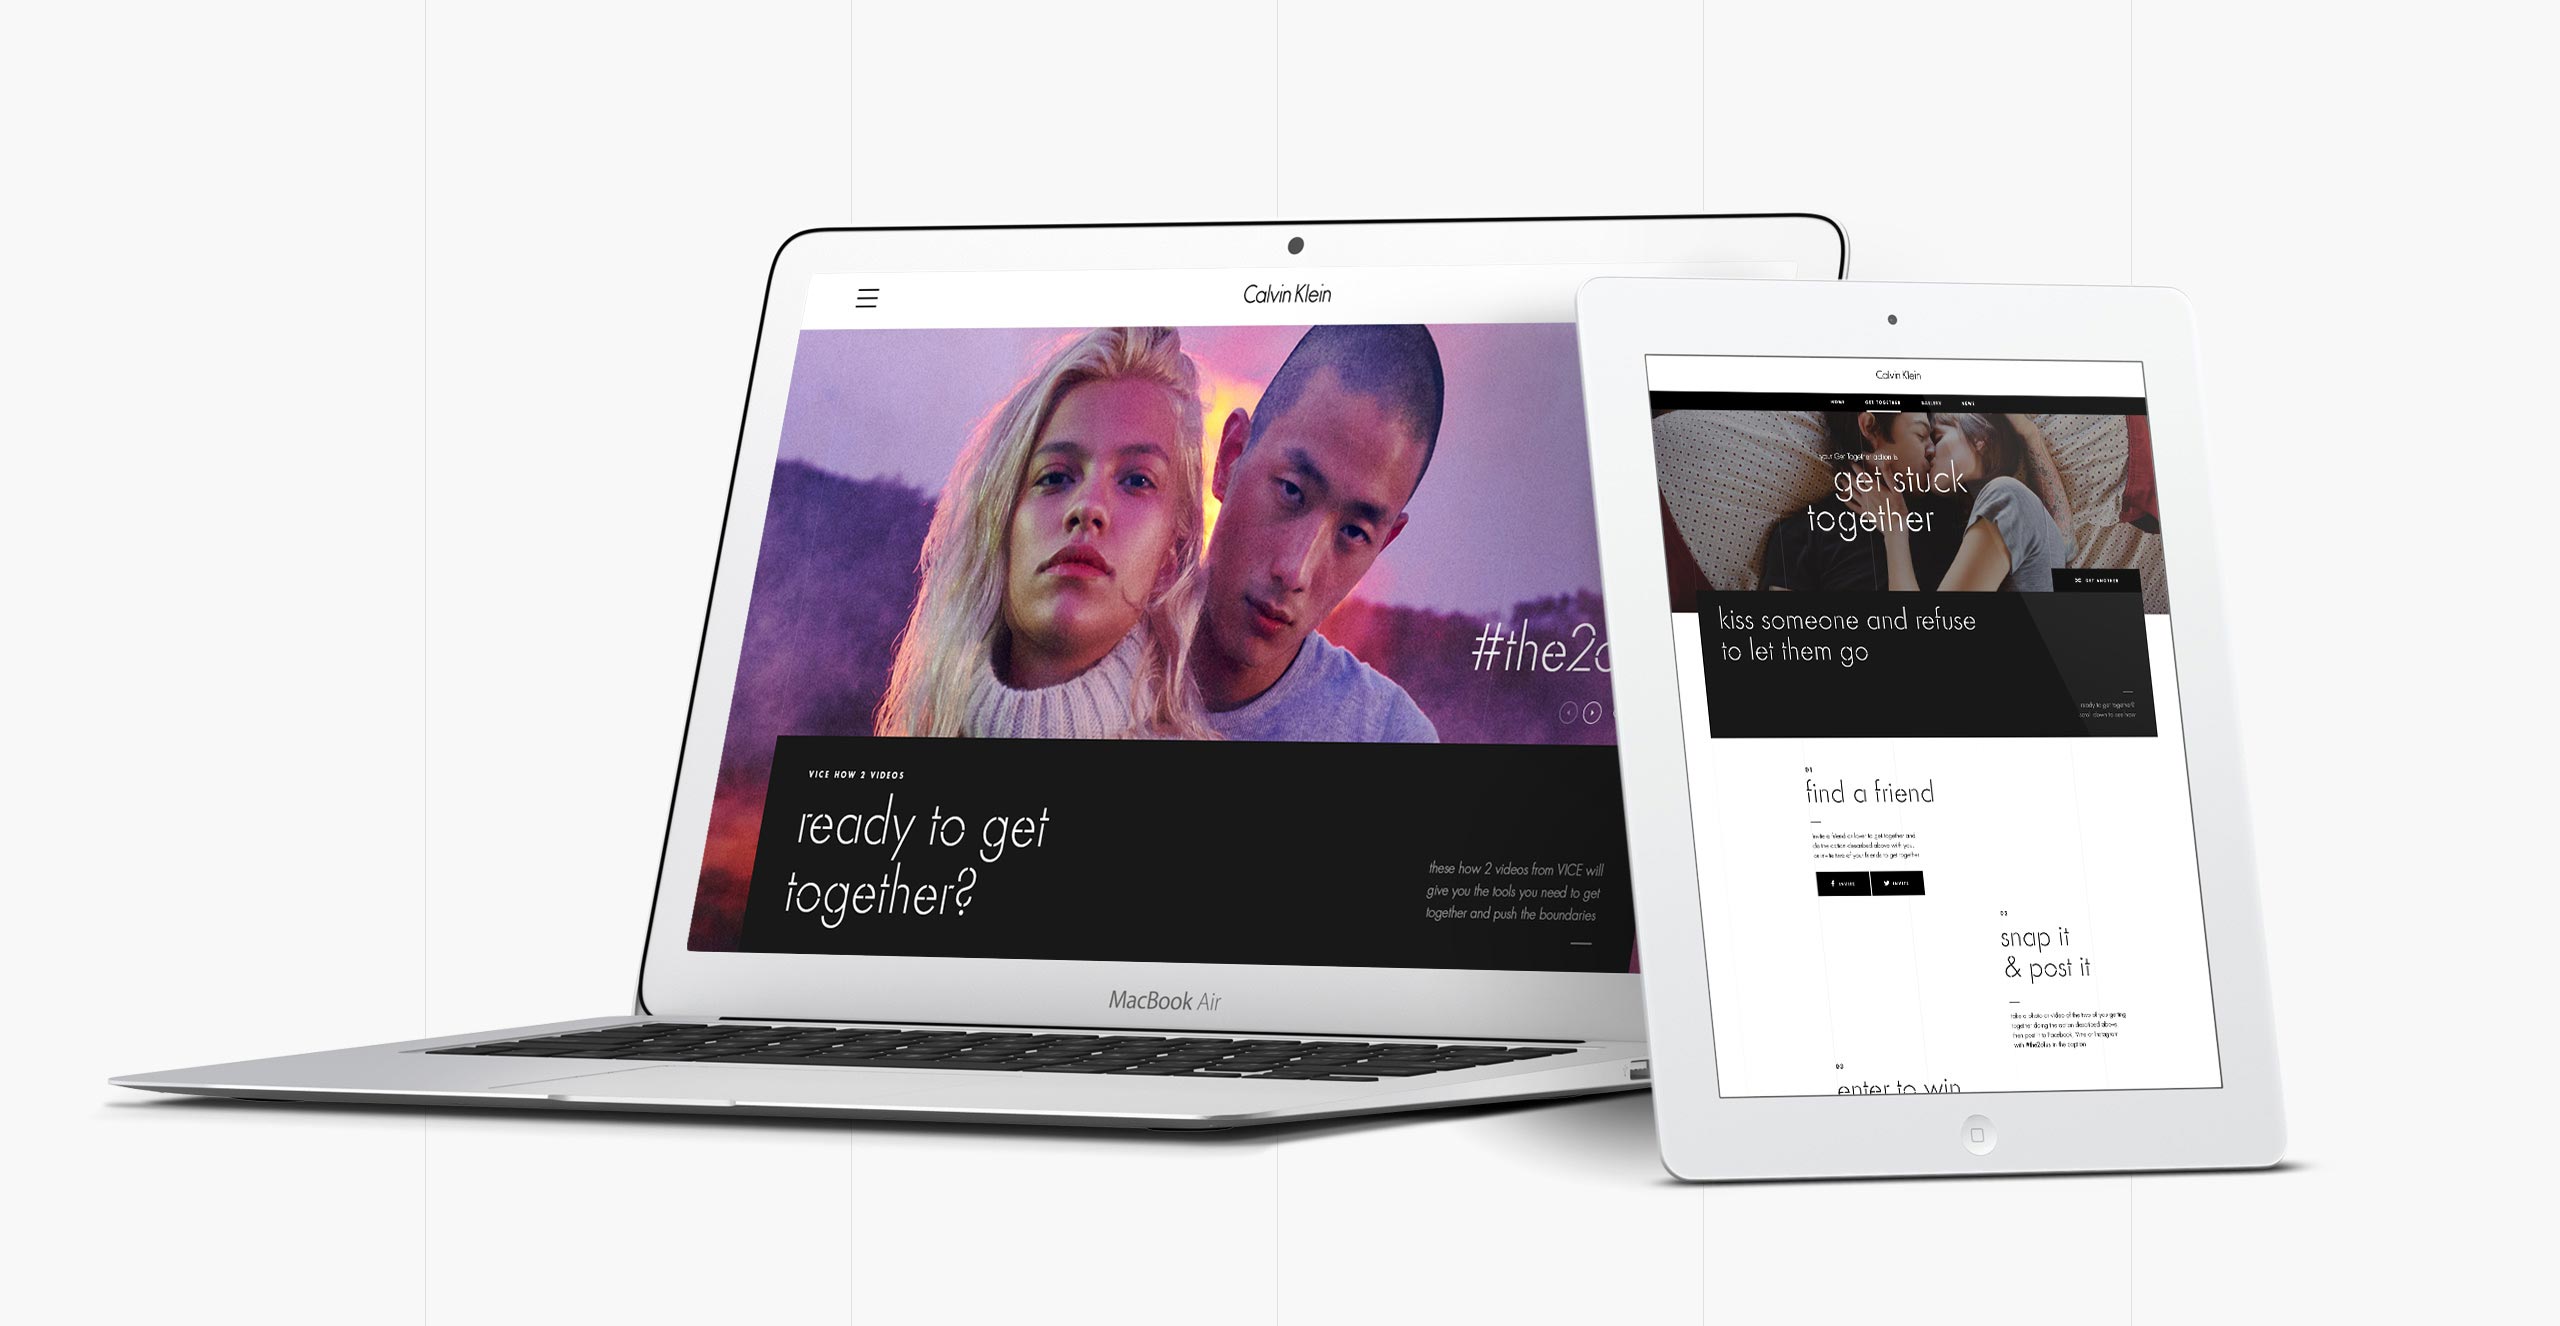 Calvin Klein
#the2o
VICE HOW 2 VIDEOS
ready to get
together?
these how 2 videos from VICE will
give you the tools you need to get
together and push the boundaries
MacBook Air
Calvin Klein
HOME GET TOGETHER GALLERY NEWS
your Get Together action is
get stuck
together
GET ANOTHER
kiss someone and refuse
to let them go
ready to get together?
scroll down to see how
01
find a friend
invite a friend or lover to get together and
do the action described above with you,
or invite two of your friends to get together
INVITE INVITE
snap it
& post it
take a photo or video of the two of you getting
together doing the action described above
then post it to Facebook, Vine or Instagram
with #the2ofus in the caption
03
enter to win